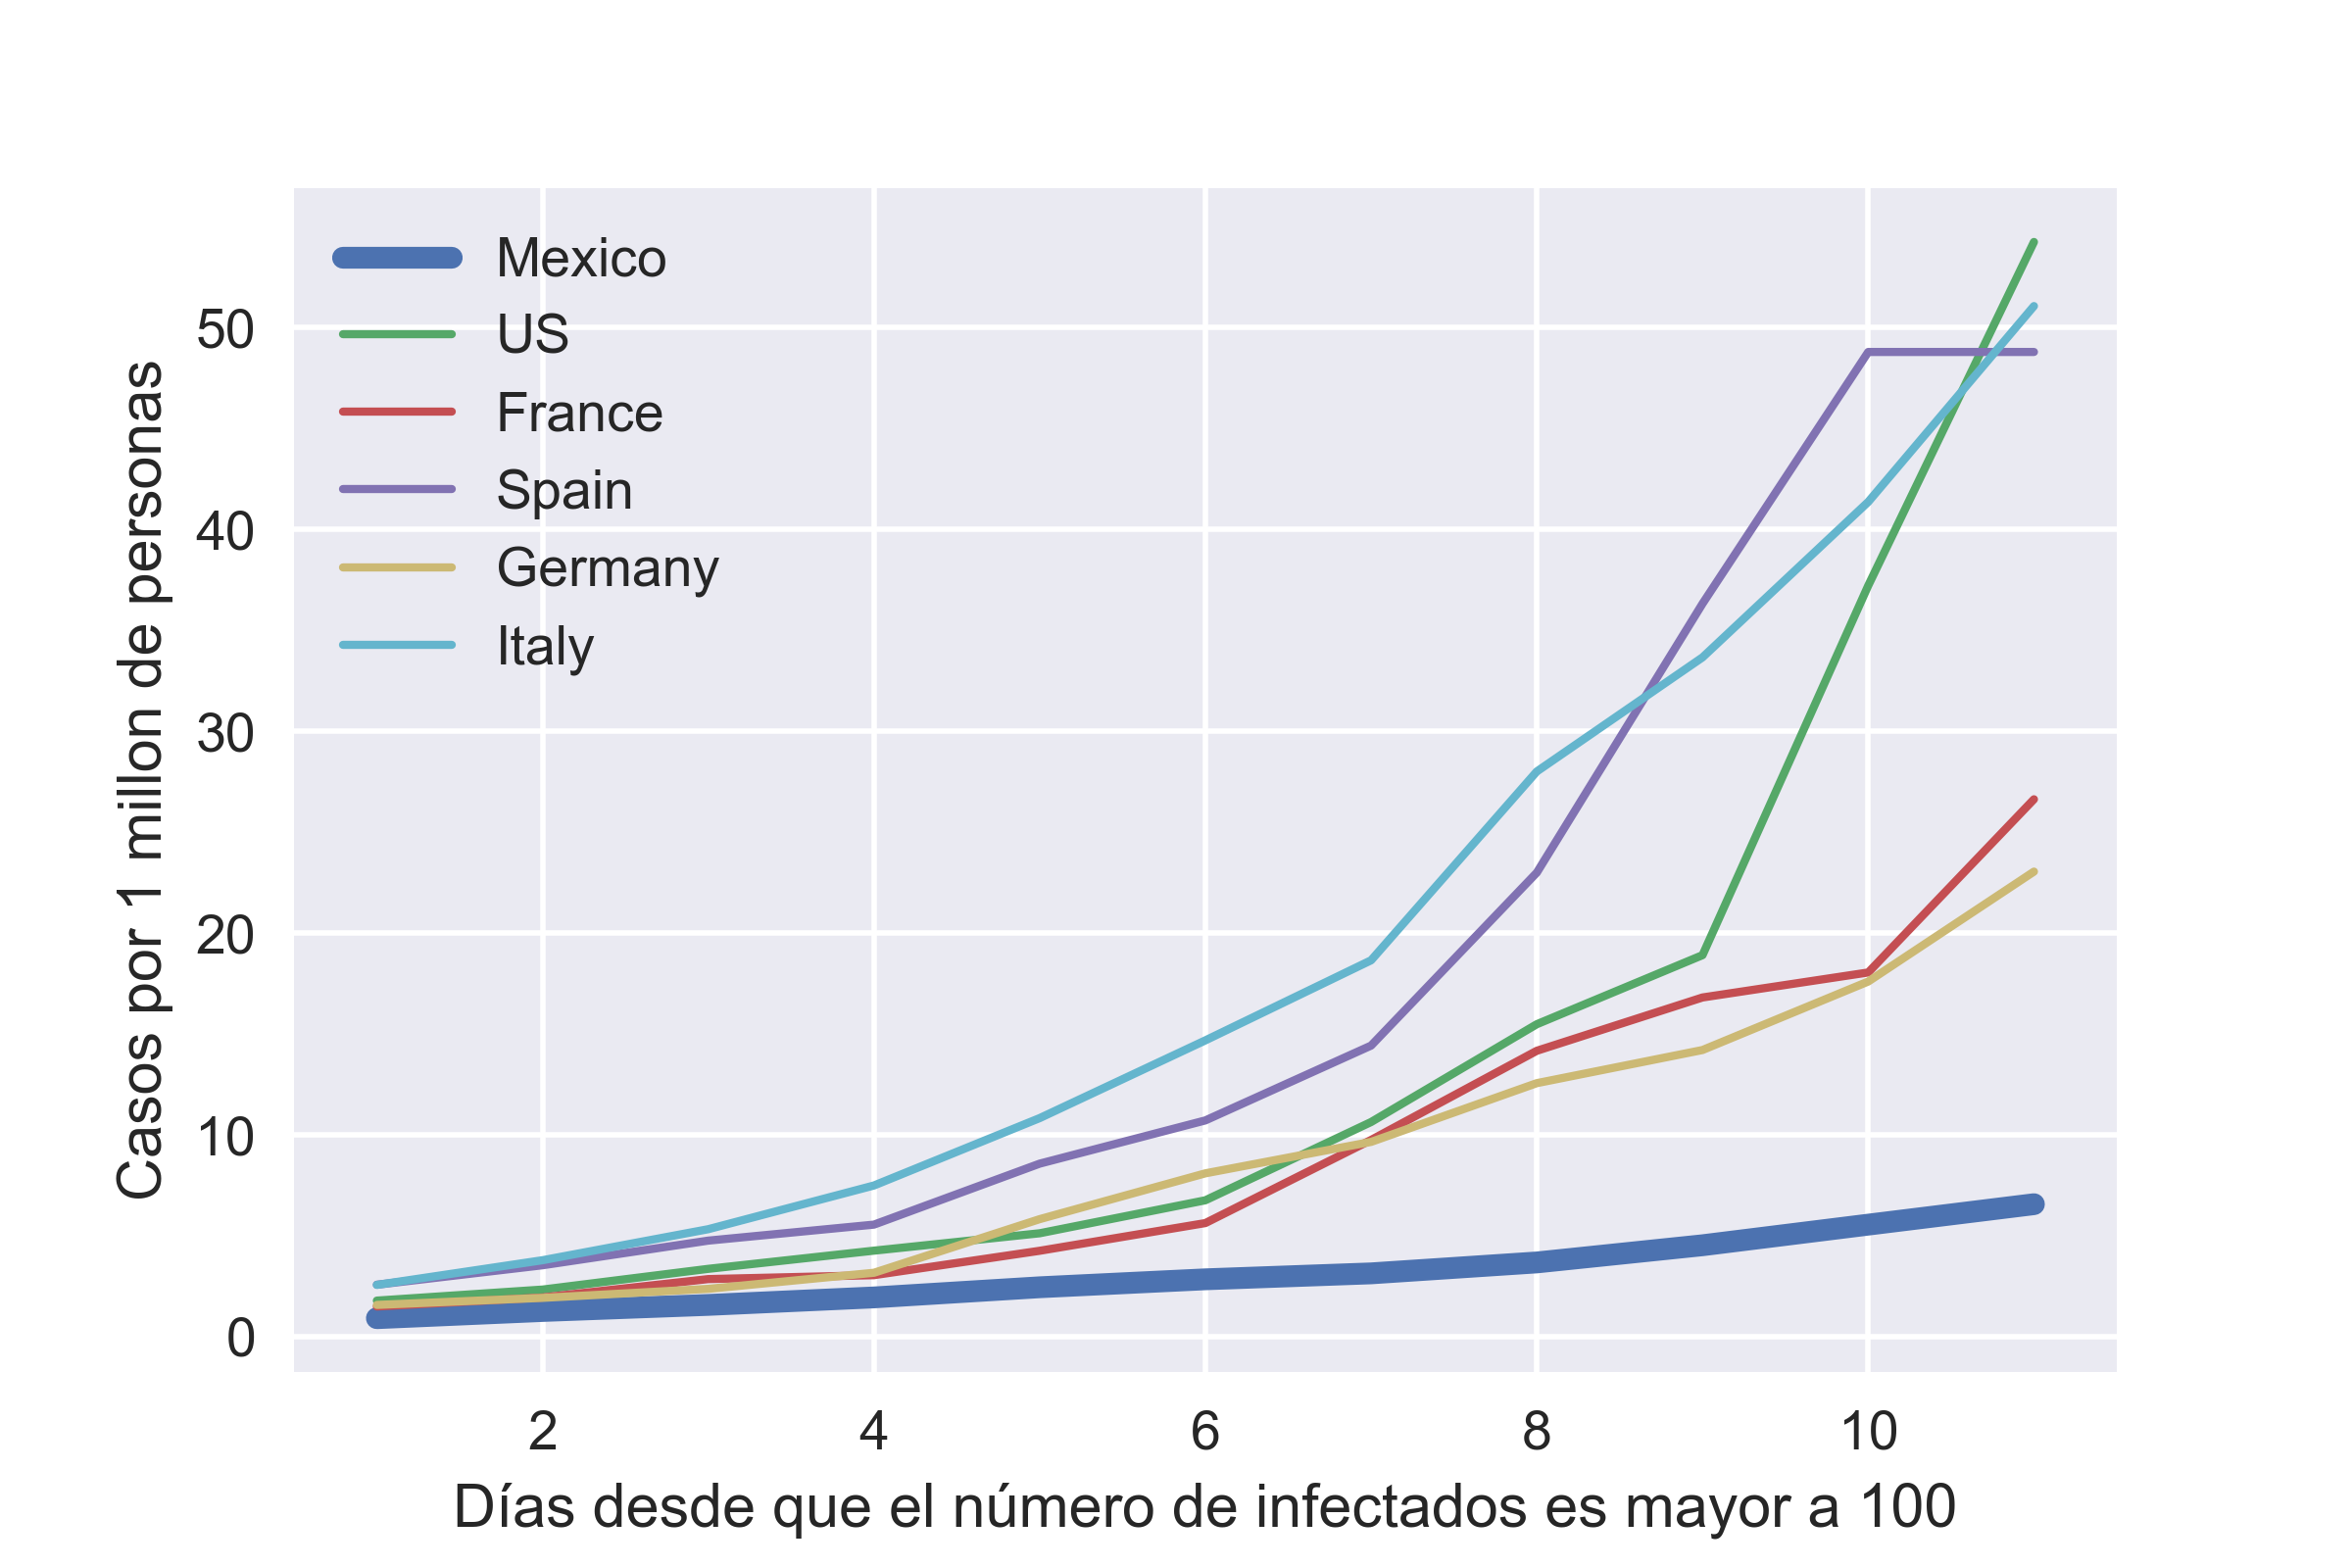 Mexico
US
France
Spain
Germany
Italy
50
40
30
20
10
0
Casos por 1 millon de personas
2 4 6 8 10
Días desde que el número de infectados es mayor a 100